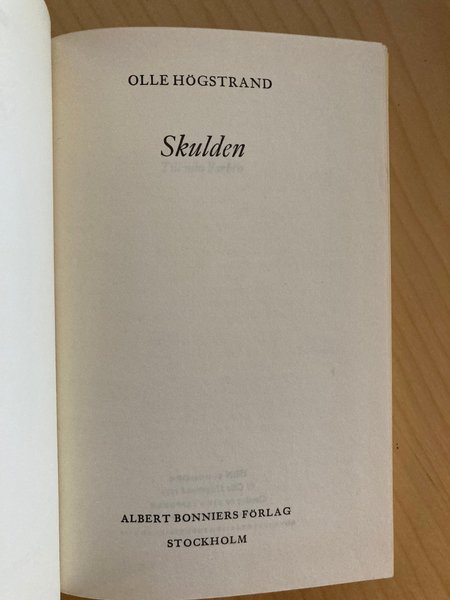 OLLE HÖGSTRAND
Skulden
ALBERT BONNIERS FÖRLAG
STOCKHOLM